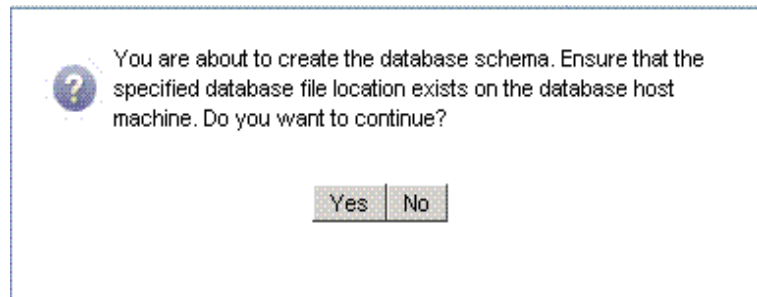 You are about to create the database schema. Ensure that the
specified database file location exists on the database host
machine. Do you want to continue?
Yes No